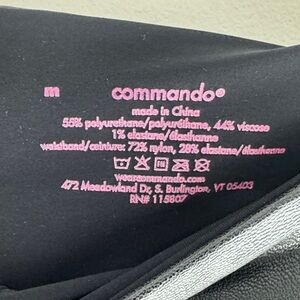 m commando®
made in China
55% polyurethane/polyuréthane, 44% viscose
1% elastane/élasthanne
waistband/ceinture: 72% nylon, 28% elastane/élasthanne
wearcommando.com
472 Meadowland Dr, S. Burlington, VT 05403
RN# 115807